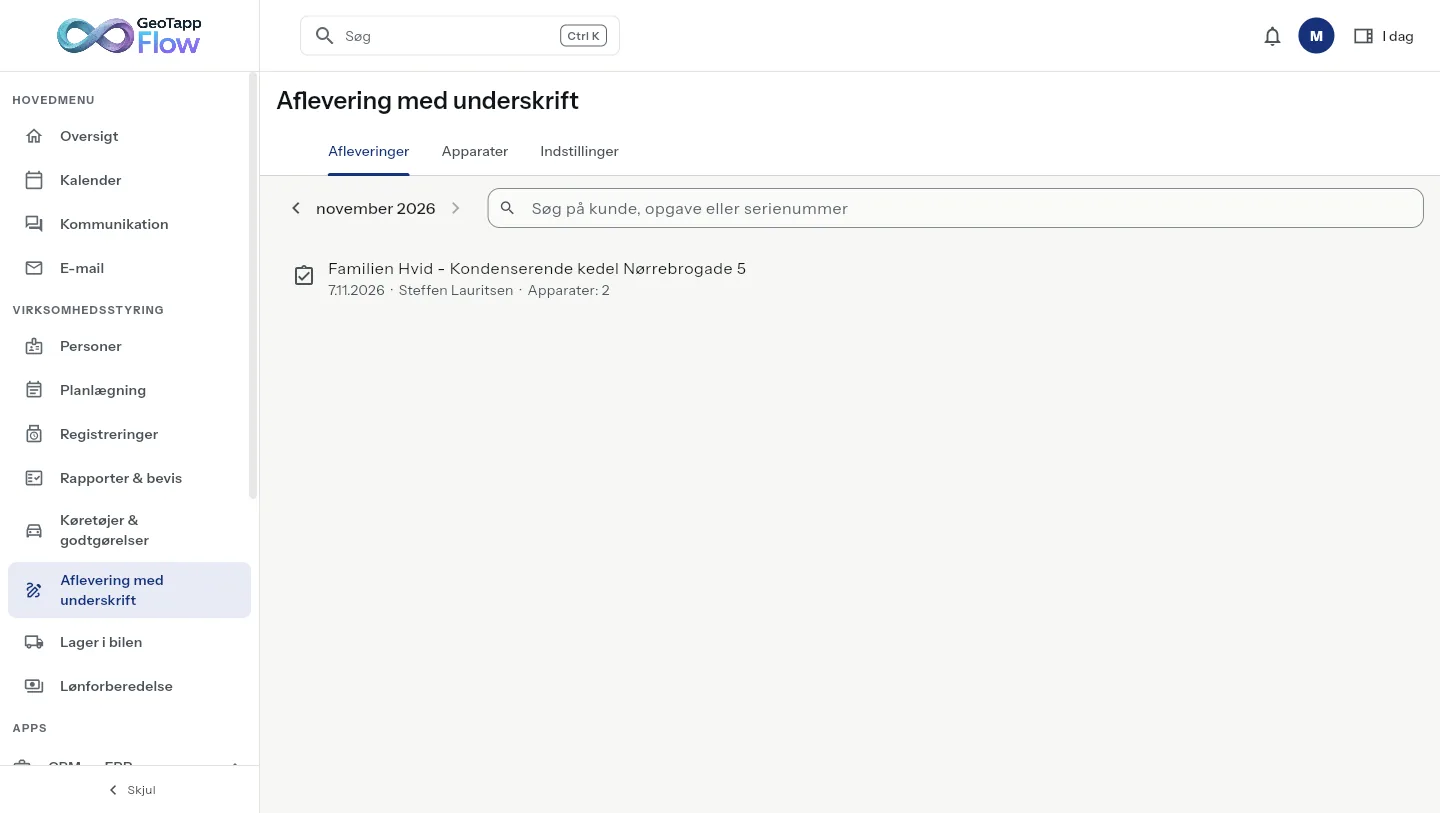 GeoTapp
Flow
Søg
Ctrl K
M
I dag
HOVEDMENU
Oversigt
Kalender
Kommunikation
E-mail
VIRKSOMHEDSSTYRING
Personer
Planlægning
Registreringer
Rapporter & bevis
Køretøjer &
godtgørelser
Aflevering med
underskrift
Lager i bilen
Lønforberedelse
APPS
Skjul
Aflevering med underskrift
Afleveringer
Apparater
Indstillinger
november 2026
Søg på kunde, opgave eller serienummer
Familien Hvid - Kondenserende kedel Nørrebrogade 5
7.11.2026 · Steffen Lauritsen · Apparater: 2